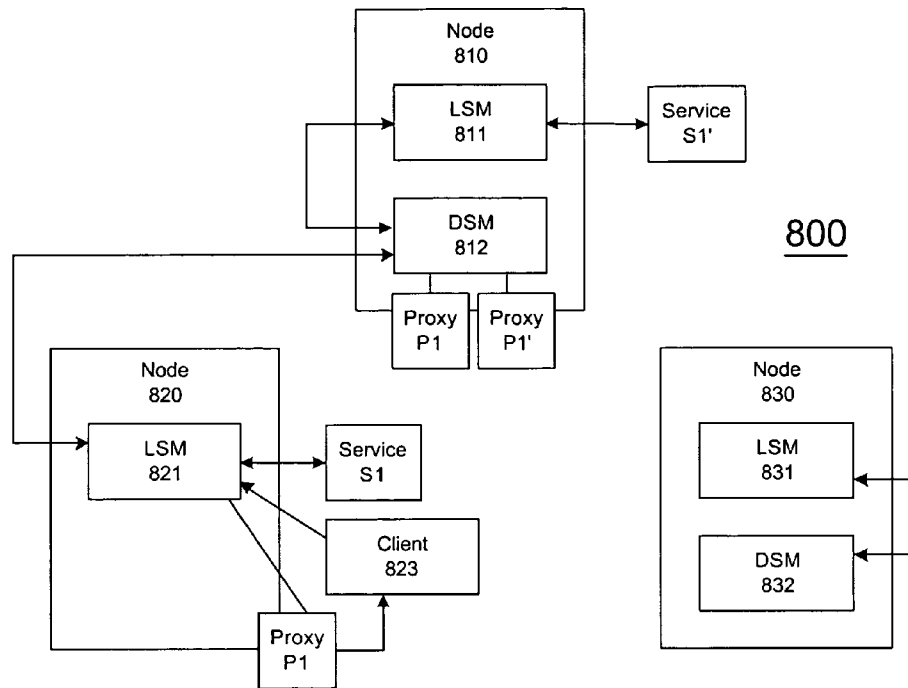 Node
810
LSM
811
Service
S1'
DSM
812
800
Proxy
P1
Proxy
P1'
Node
820
LSM
821
Service
S1
Client
823
Proxy
P1
Node
830
LSM
831
DSM
832